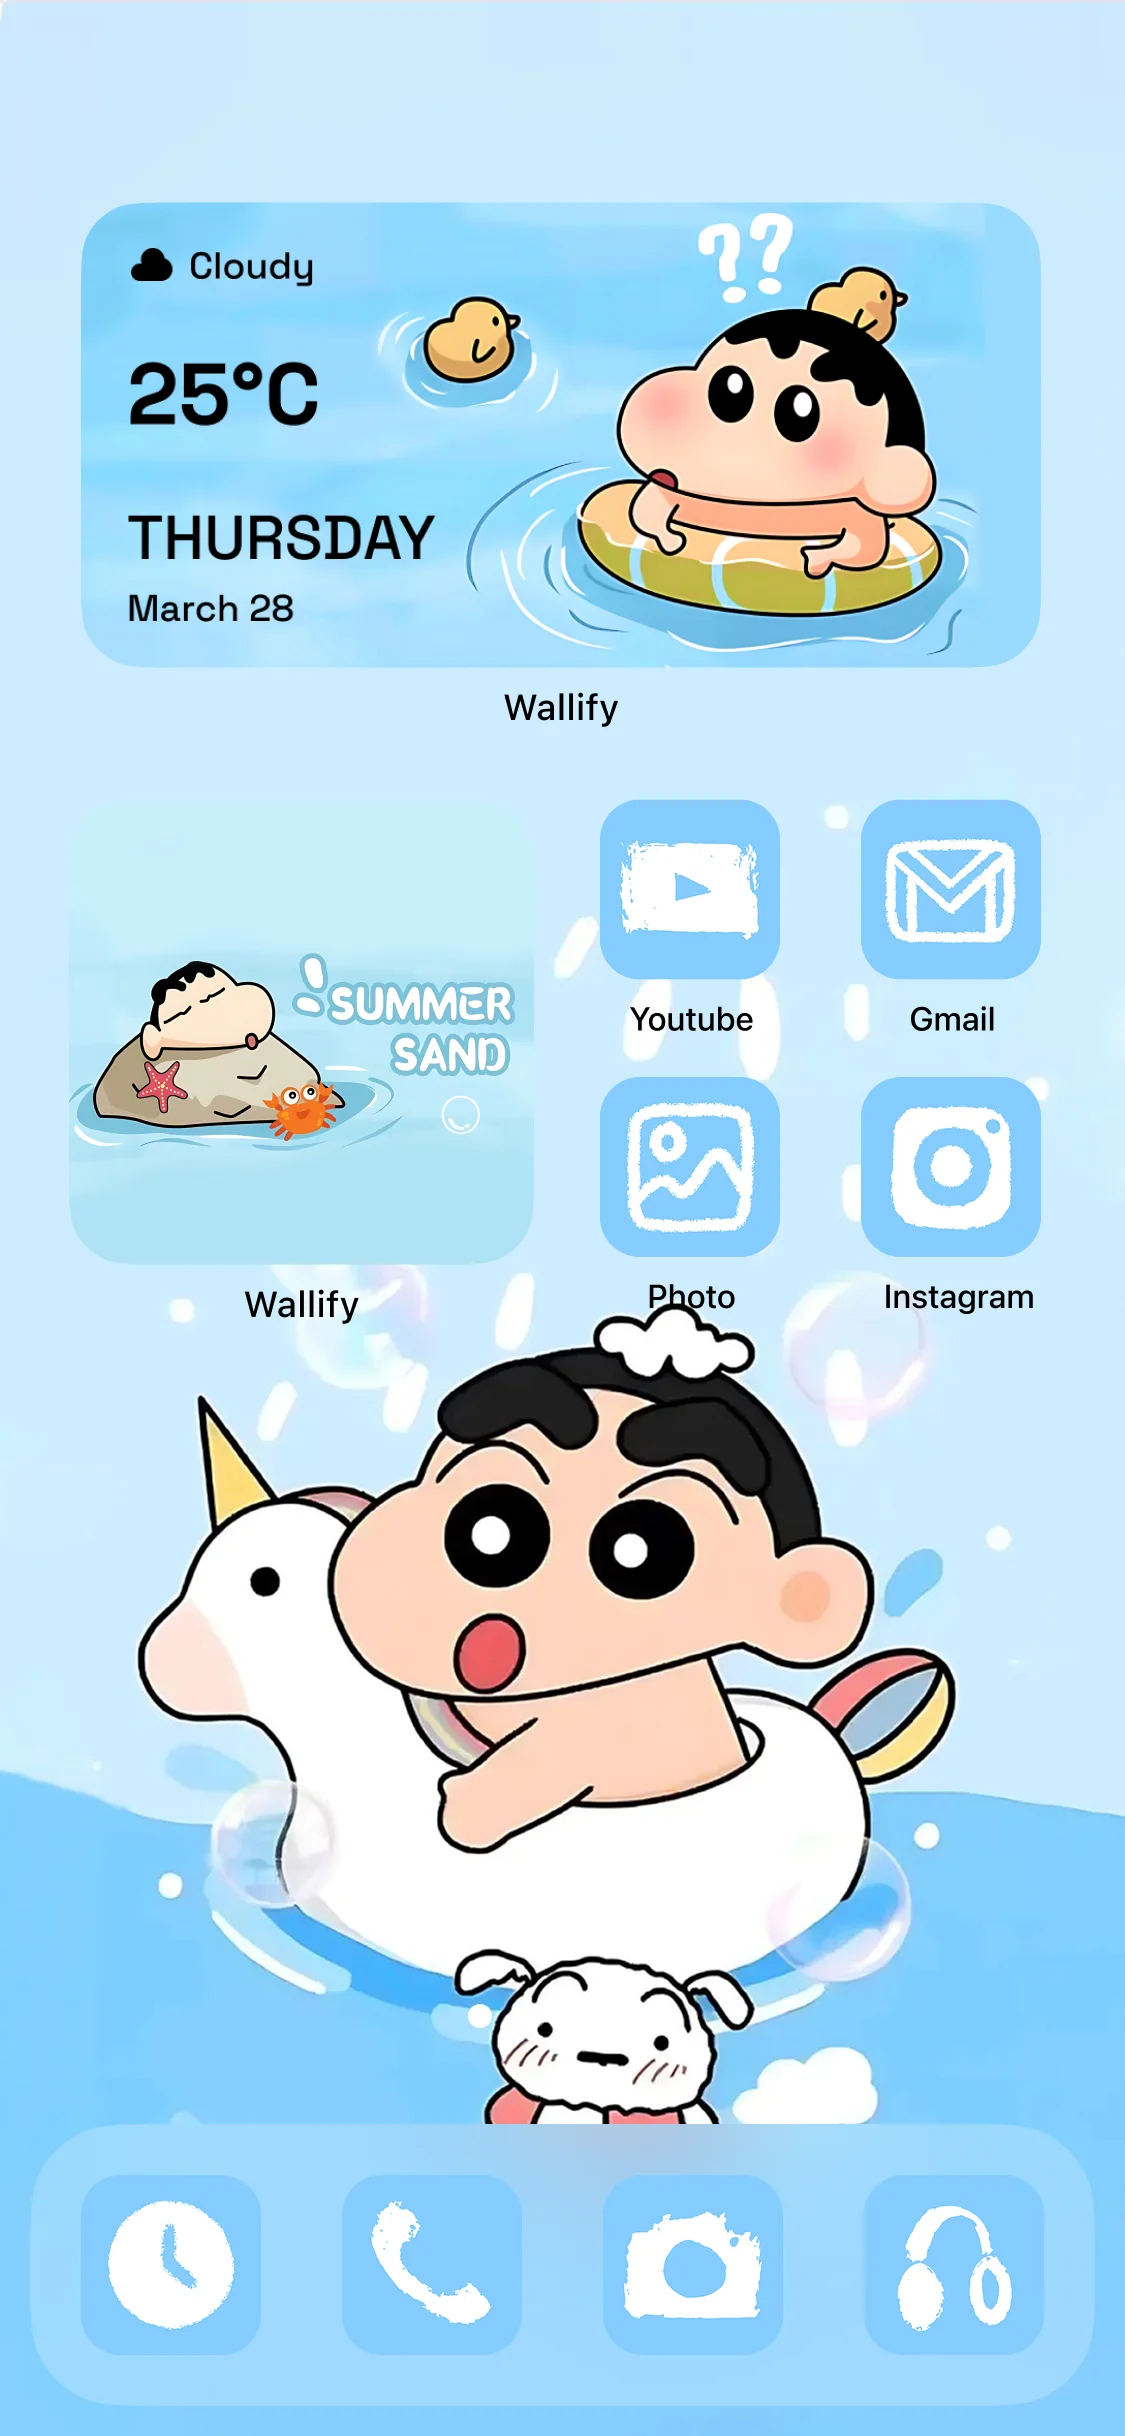 ??
Cloudy
25°C
THURSDAY
March 28
Wallify
SUMMER
SAND
Wallify
Youtube
Gmail
Photo
Instagram